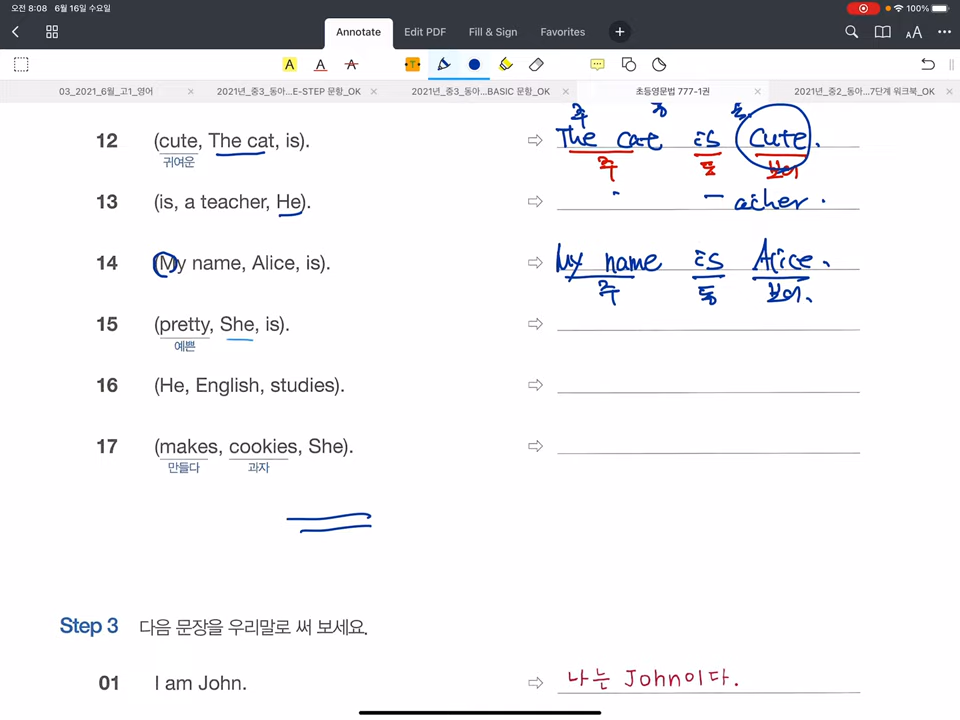 오전 8:08 6월 16일 수요일 100%
Annotate Edit PDF Fill & Sign Favorites
03_2021_6월_고1_영어 2021년_중3_동아...E-STEP 문항_OK 2021년_중3_동아...BASIC 문항_OK 초등영문법 777-1권 2021년_중2_동아...7단계 워크북_OK
주 동
12 (cute, The cat, is). ⇨ The cat is cute.
귀여운 주 동 보어
13 (is, a teacher, He). ⇨ acher.
14 (My name, Alice, is). ⇨ My name is Alice.
주 동 보어.
15 (pretty, She, is). ⇨
예쁜
16 (He, English, studies). ⇨
17 (makes, cookies, She). ⇨
만들다 과자
Step 3 다음 문장을 우리말로 써 보세요.
01 I am John. ⇨ 나는 John이다.